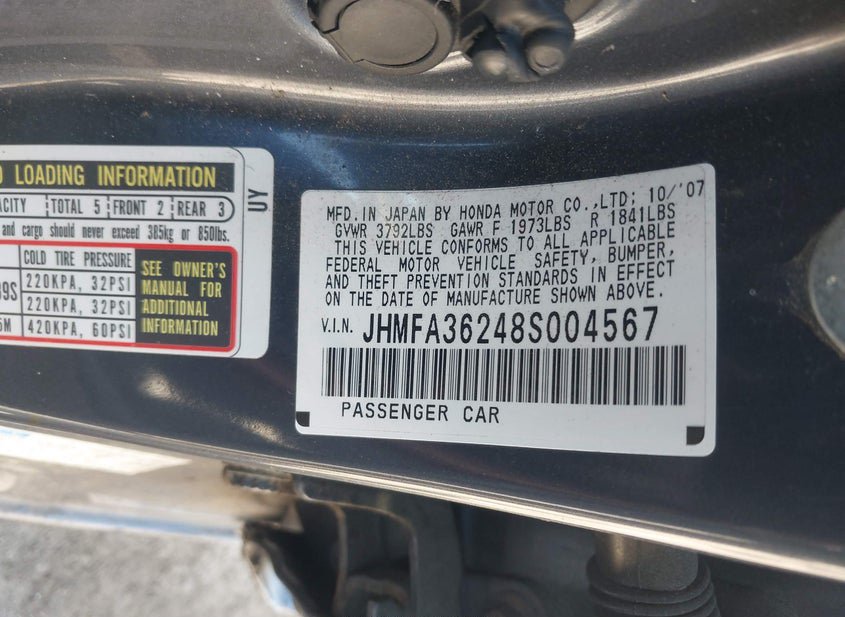 LOADING INFORMATION
TOTAL 5 FRONT 2 REAR 3
and cargo should never exceed 385kg or 850lbs.
COLD TIRE PRESSURE
220KPA, 32PSI
220KPA, 32PSI
420KPA, 60PSI
SEE OWNER'S
MANUAL FOR
ADDITIONAL
INFORMATION
UY
MFD. IN JAPAN BY HONDA MOTOR CO.,LTD; 10/'07
GVWR 3792LBS GAWR F 1973LBS R 1841LBS
THIS VEHICLE CONFORMS TO ALL APPLICABLE
FEDERAL MOTOR VEHICLE SAFETY, BUMPER,
AND THEFT PREVENTION STANDARDS IN EFFECT
ON THE DATE OF MANUFACTURE SHOWN ABOVE.
V.I.N. JHMFA36248S004567
PASSENGER CAR